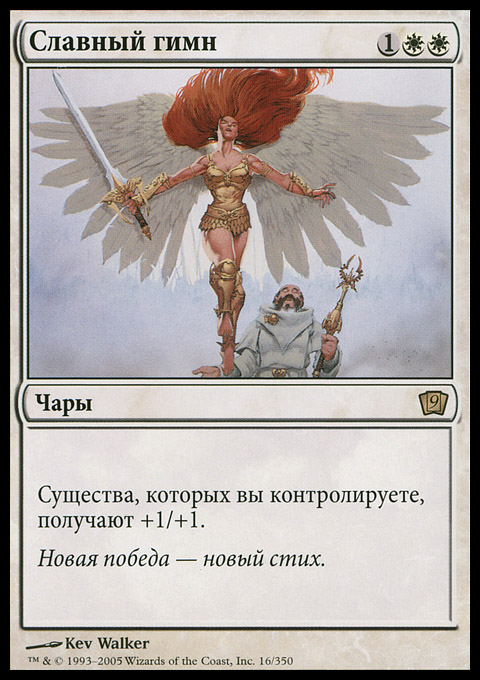 Славный гимн 1
Чары 9
Существа, которых вы контролируете,
получают +1/+1.
Новая победа — новый стих.
Kev Walker
™ & © 1993–2005 Wizards of the Coast, Inc. 16/350